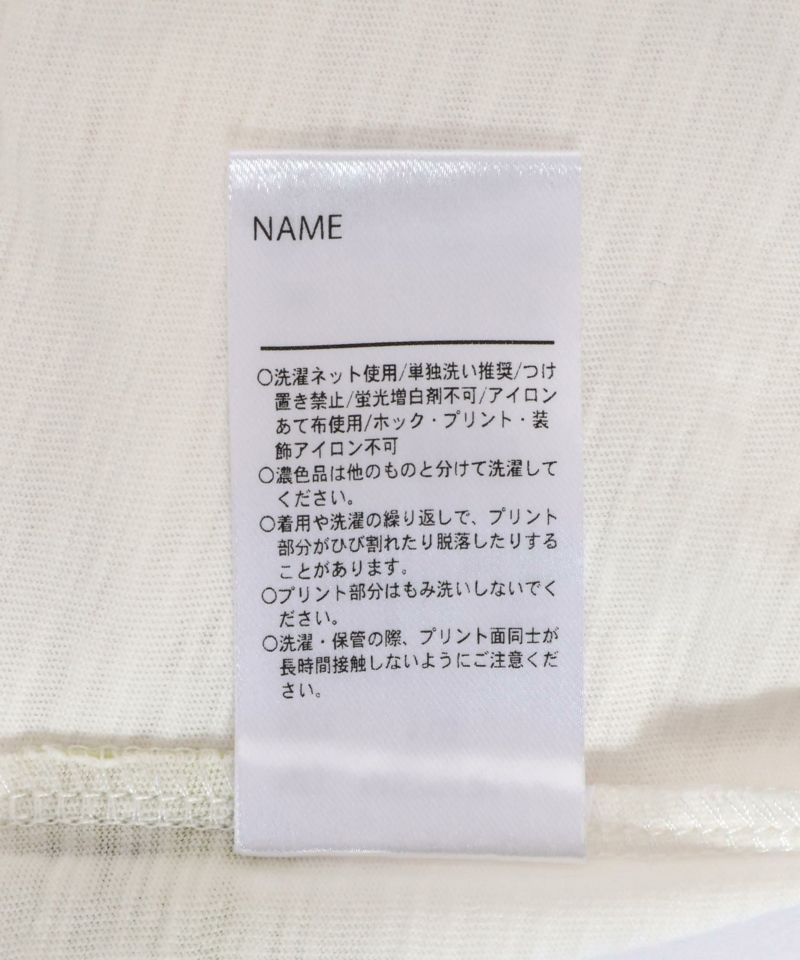 NAME
○洗濯ネット使用/単独洗い推奨/つけ
置き禁止/蛍光増白剤不可/アイロン
あて布使用/ホック・プリント・装
飾アイロン不可
○濃色品は他のものと分けて洗濯して
ください。
○着用や洗濯の繰り返しで、プリント
部分がひび割れたり脱落したりする
ことがあります。
○プリント部分はもみ洗いしないでく
ださい。
○洗濯・保管の際、プリント面同士が
長時間接触しないようにご注意くだ
さい。